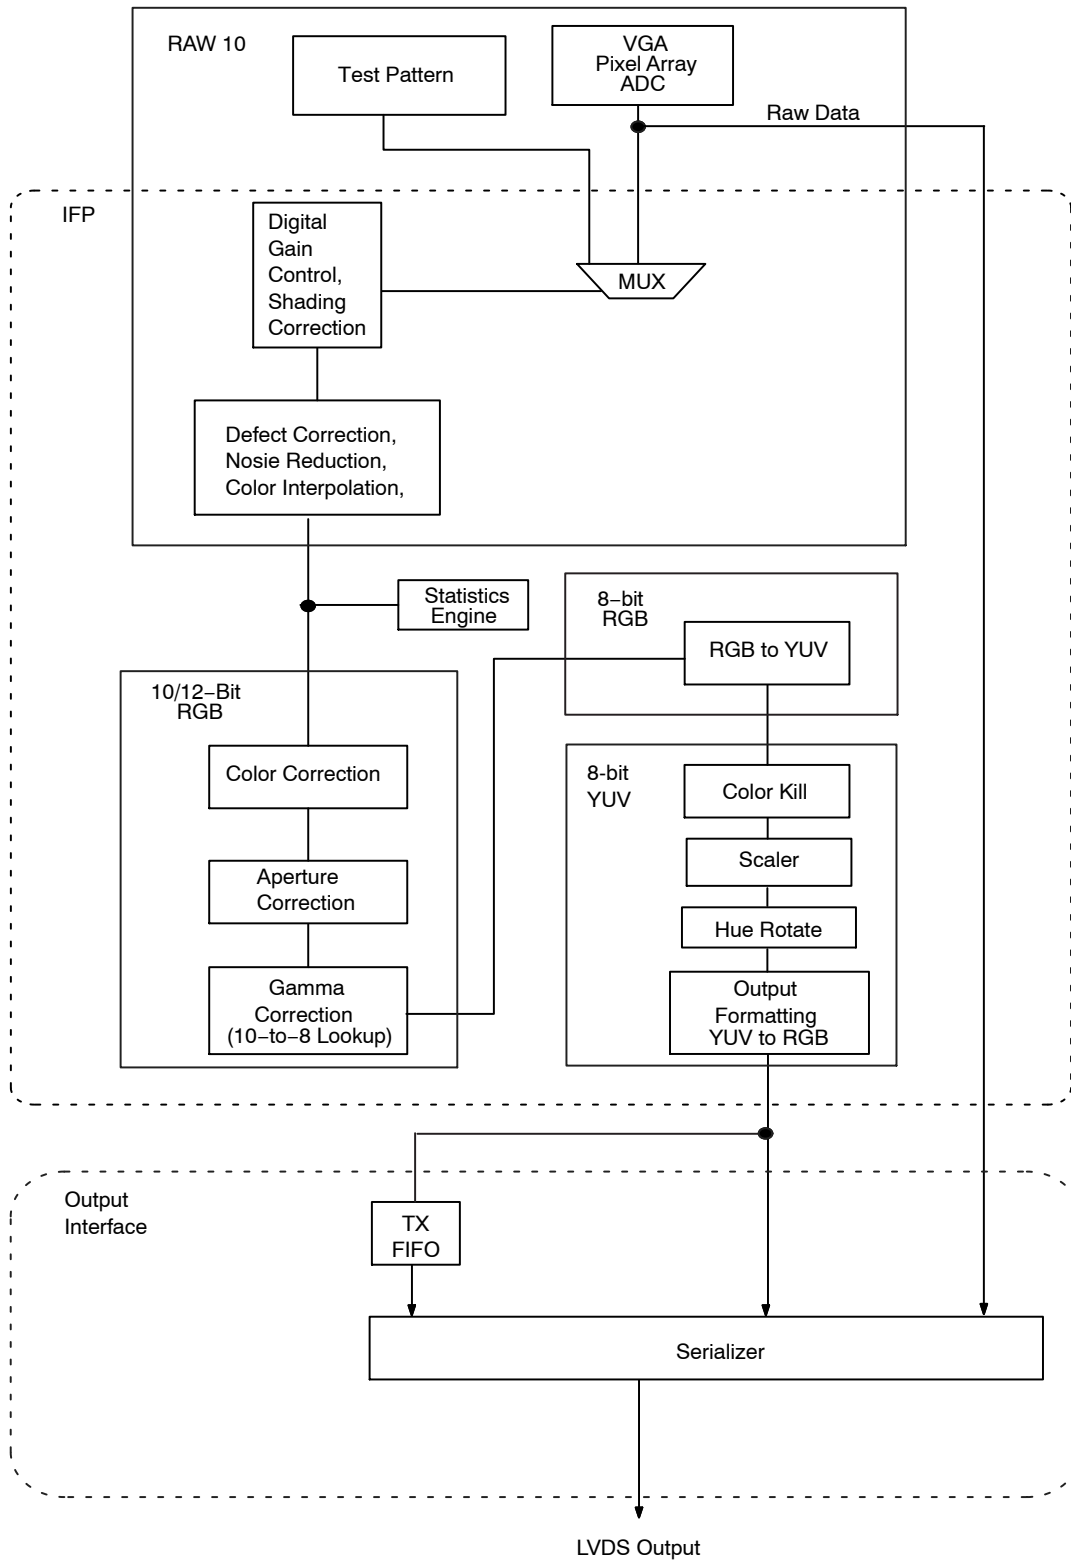 RAW 10
Test Pattern
VGA
Pixel Array
ADC
Raw Data
IFP
Digital
Gain
Control,
Shading
Correction
MUX
Defect Correction,
Nosie Reduction,
Color Interpolation,
Statistics
Engine
8−bit
RGB
RGB to YUV
10/12−Bit
RGB
Color Correction
8-bit
YUV
Color Kill
Scaler
Aperture
Correction
Hue Rotate
Gamma
Correction
(10−to−8 Lookup)
Output
Formatting
YUV to RGB
Output
Interface
TX
FIFO
Serializer
LVDS Output